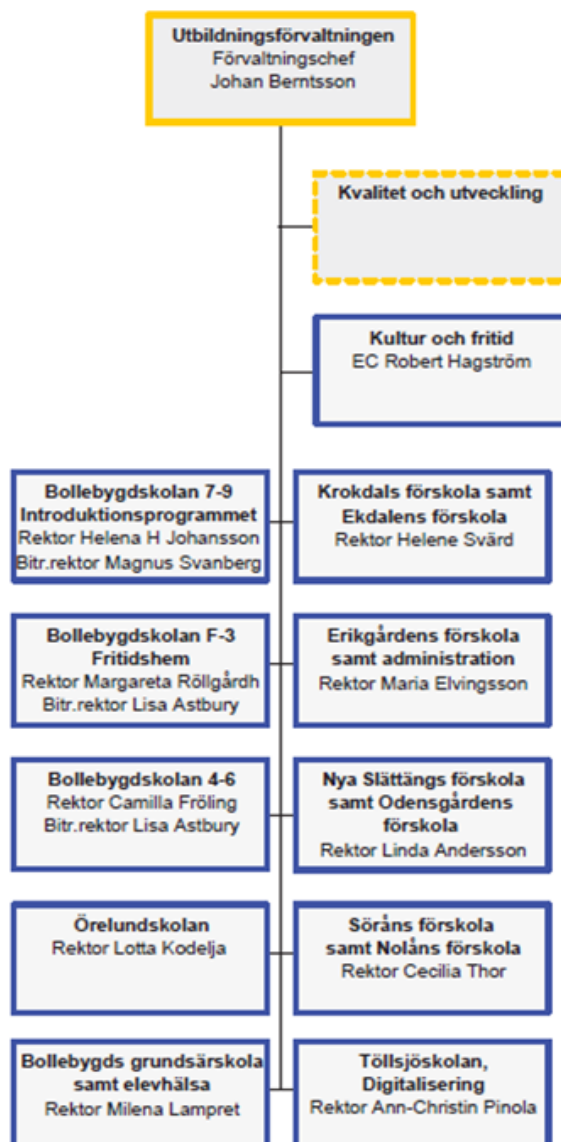 Utbildningsförvaltningen
Förvaltningschef
Johan Berntsson
Kvalitet och utveckling
Kultur och fritid
EC Robert Hagström
Bollebygdskolan 7-9
Introduktionsprogrammet
Rektor Helena H Johansson
Bitr.rektor Magnus Svanberg
Krokdals förskola samt
Ekdalens förskola
Rektor Helene Svärd
Bollebygdskolan F-3
Fritidshem
Rektor Margareta Röllgårdh
Bitr.rektor Lisa Astbury
Erikgårdens förskola
samt administration
Rektor Maria Elvingsson
Bollebygdskolan 4-6
Rektor Camilla Fröling
Bitr.rektor Lisa Astbury
Nya Slättängs förskola
samt Odensgårdens
förskola
Rektor Linda Andersson
Örelundskolan
Rektor Lotta Kodelja
Söråns förskola
samt Nolåns förskola
Rektor Cecilia Thor
Bollebygds grundsärskola
samt elevhälsa
Rektor Milena Lampret
Töllsjöskolan,
Digitalisering
Rektor Ann-Christin Pinola